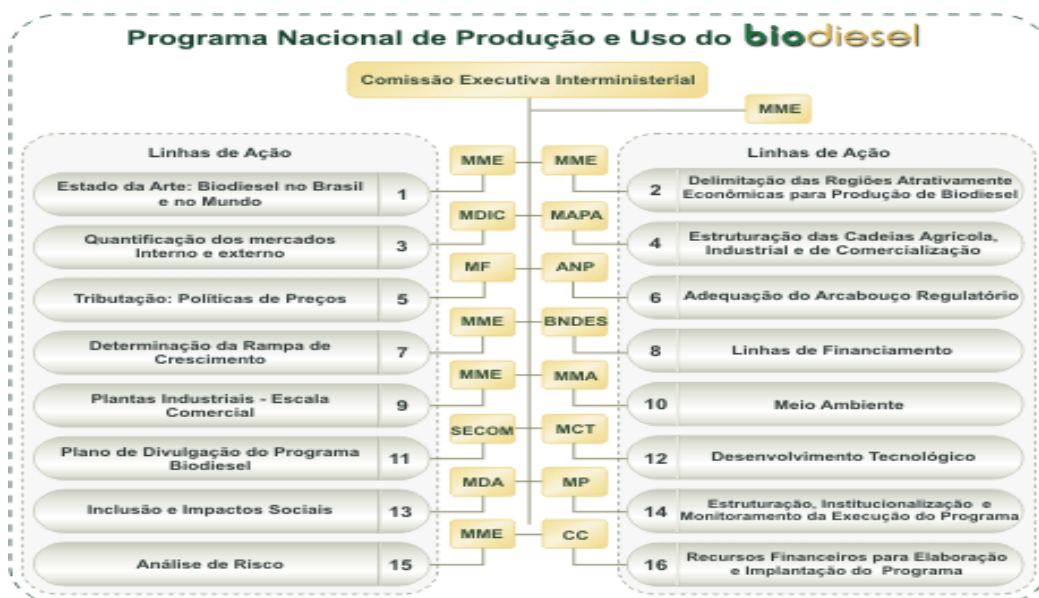 Programa Nacional de Produção e Uso do biodiesel
Comissão Executiva Interministerial
MME
Linhas de Ação
Linhas de Ação
MME
MME
Estado da Arte: Biodiesel no Brasil
e no Mundo
1
2
Delimitação das Regiões Atrativamente
Econômicas para Produção de Biodiesel
MDIC
MAPA
Quantificação dos mercados
Interno e externo
3
4
Estruturação das Cadeias Agrícola,
Industrial e de Comercialização
MF
ANP
Tributação: Políticas de Preços
5
6
Adequação do Arcabouço Regulatório
MME
BNDES
Determinação da Rampa de
Crescimento
7
8
Linhas de Financiamento
MME
MMA
Plantas Industriais - Escala
Comercial
9
10
Meio Ambiente
SECOM
MCT
Plano de Divulgação do Programa
Biodiesel
11
12
Desenvolvimento Tecnológico
MDA
MP
Inclusão e Impactos Sociais
13
14
Estruturação, Institucionalização e
Monitoramento da Execução do Programa
MME
CC
Análise de Risco
15
16
Recursos Financeiros para Elaboração
e Implantação do Programa